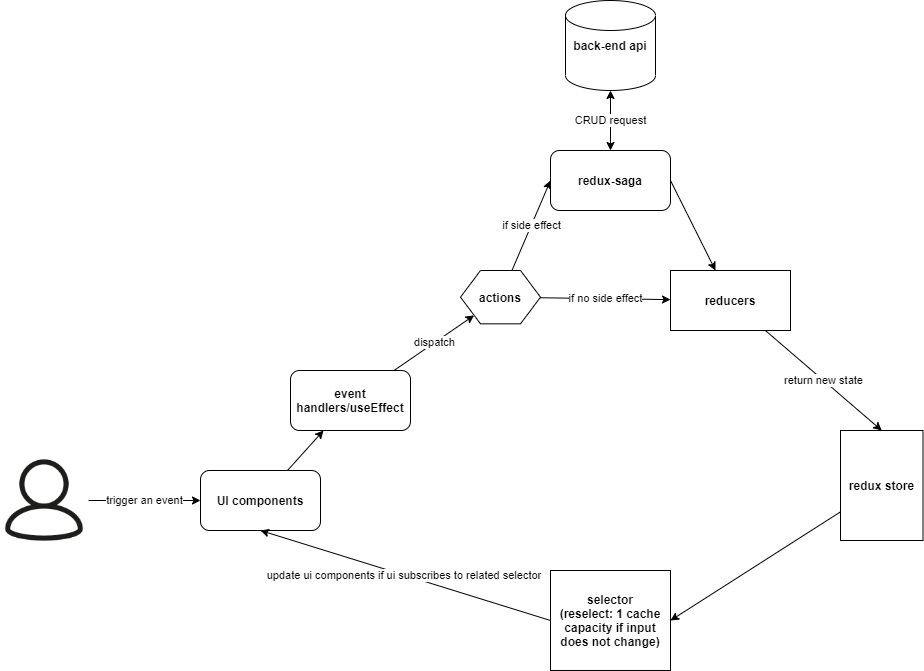 back-end api
CRUD request
redux-saga
if side effect
actions
if no side effect
reducers
dispatch
return new state
event
handlers/useEffect
trigger an event
UI components
redux store
update ui components if ui subscribes to related selector
selector
(reselect: 1 cache
capacity if input
does not change)